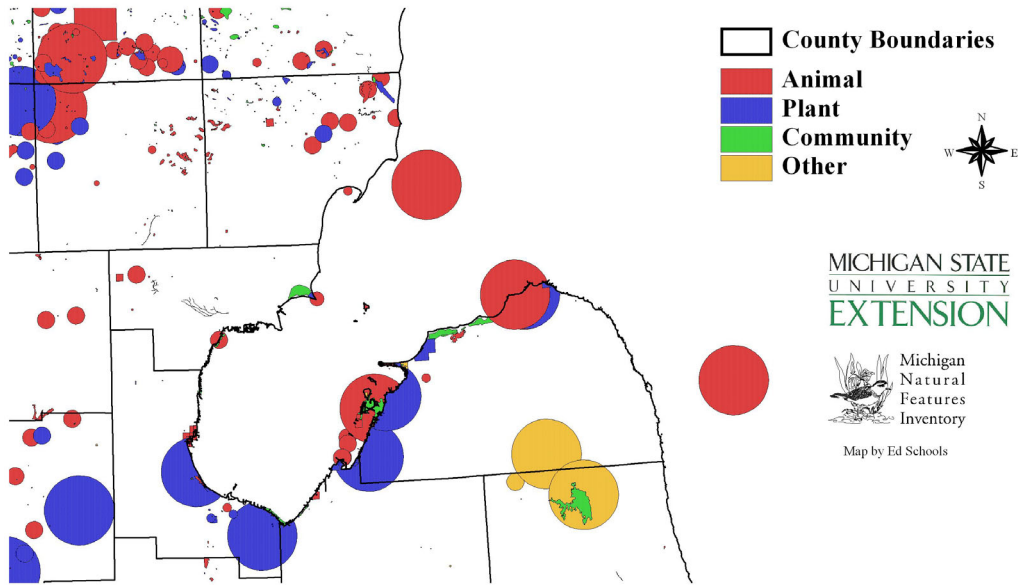 County Boundaries
Animal
Plant
Community
Other
N
W E
S
MICHIGAN STATE
UNIVERSITY
EXTENSION
Michigan
Natural
Features
Inventory
Map by Ed Schools